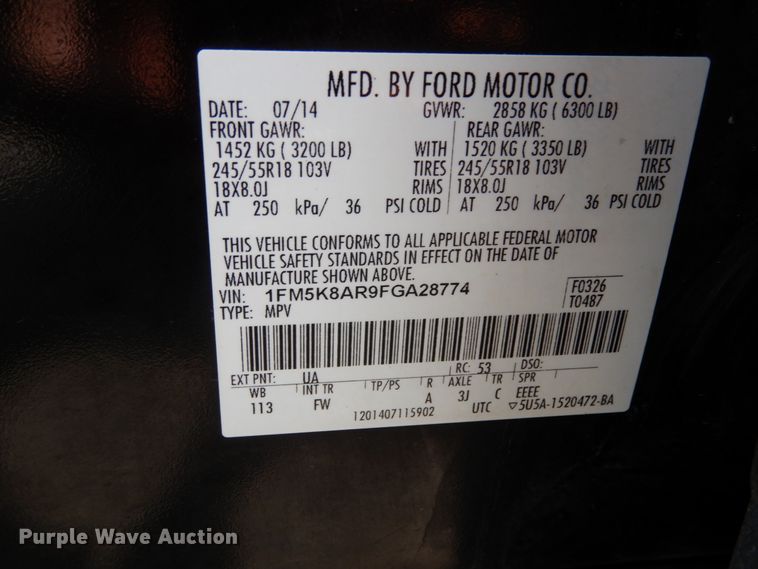 MFD. BY FORD MOTOR CO.
DATE: 07/14 GVWR: 2858 KG ( 6300 LB)
FRONT GAWR: REAR GAWR:
1452 KG ( 3200 LB) WITH 1520 KG ( 3350 LB) WITH
245/55R18 103V TIRES 245/55R18 103V TIRES
18X8.0J RIMS 18X8.0J RIMS
AT 250 kPa/ 36 PSI COLD AT 250 kPa/ 36 PSI COLD
THIS VEHICLE CONFORMS TO ALL APPLICABLE FEDERAL MOTOR
VEHICLE SAFETY STANDARDS IN EFFECT ON THE DATE OF
MANUFACTURE SHOWN ABOVE.
VIN: 1FM5K8AR9FGA28774 F0326
TYPE: MPV T0487
EXT PNT: UA RC: 53 DSO:
WB INT TR TP/PS R AXLE TR SPR
113 FW A 3J C EEEE
1201407115902 UTC ▽5U5A-1520472-BA
Purple Wave Auction